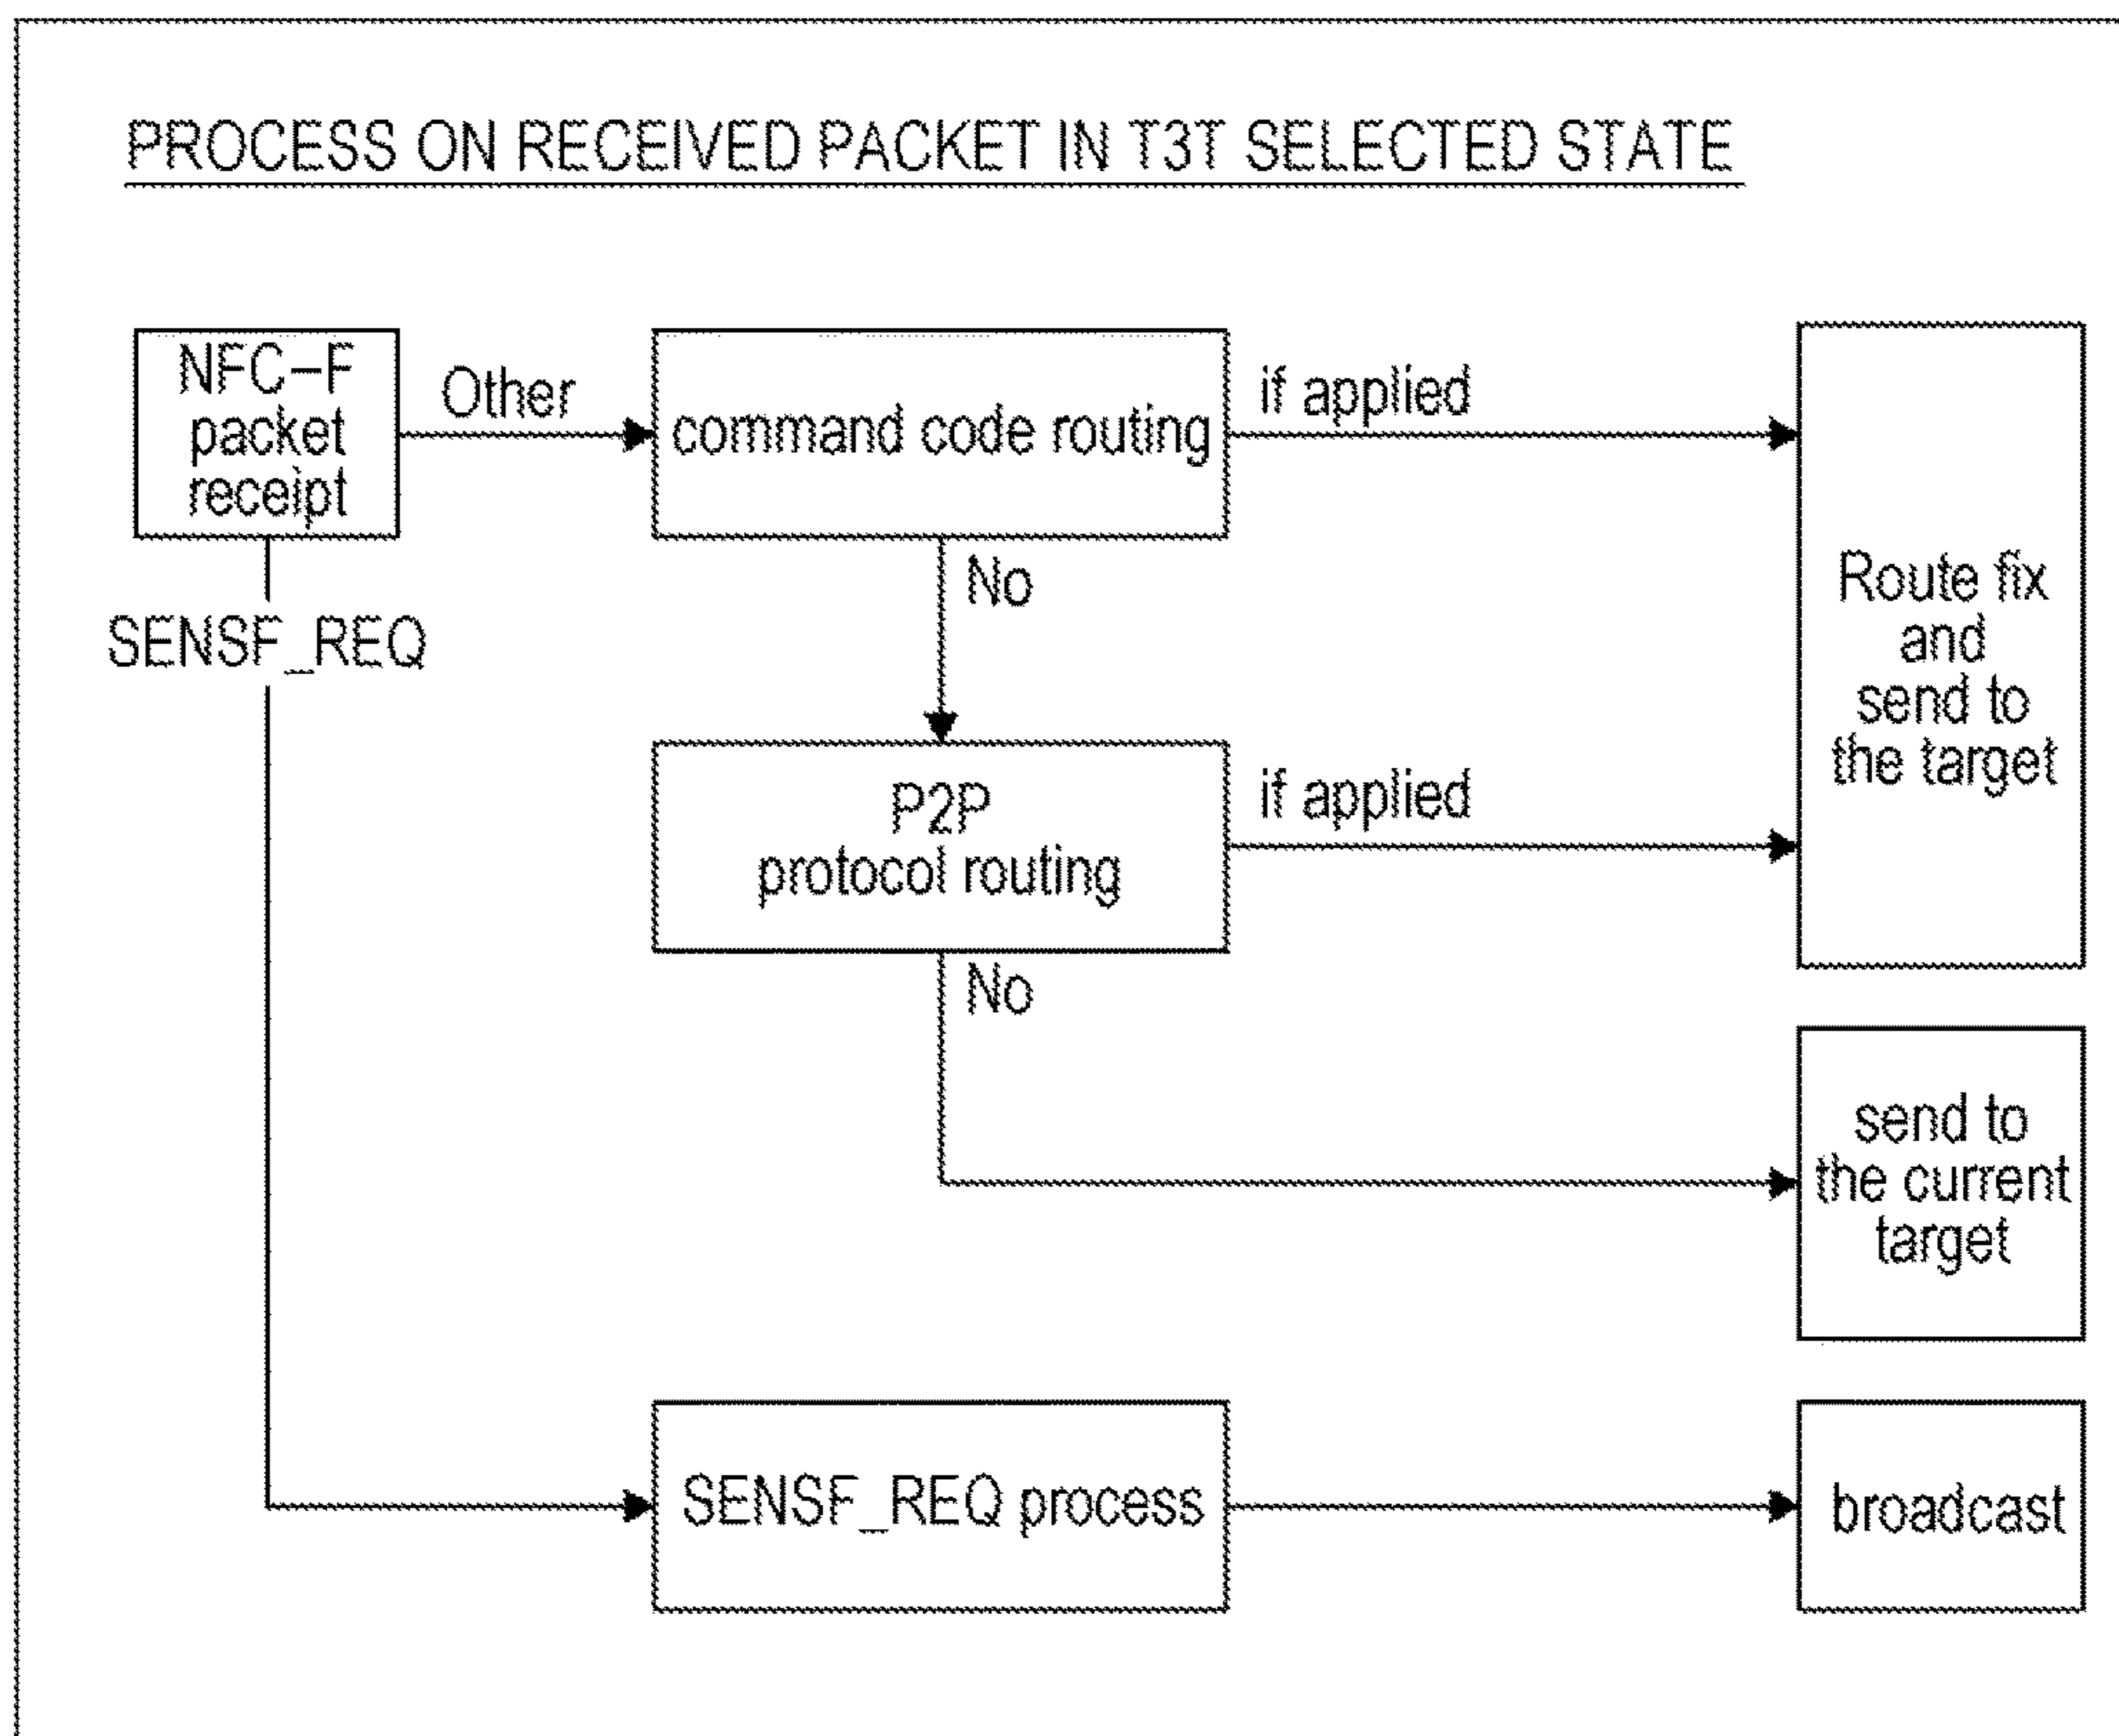 PROCESS ON RECEIVED PACKET IN T3T SELECTED STATE
NFC-F
packet
receipt
Other
command code routing
if applied
Route fix
and
send to
the target
No
SENSF_REQ
P2P
protocol routing
if applied
No
send to
the current
target
SENSF_REQ process
broadcast